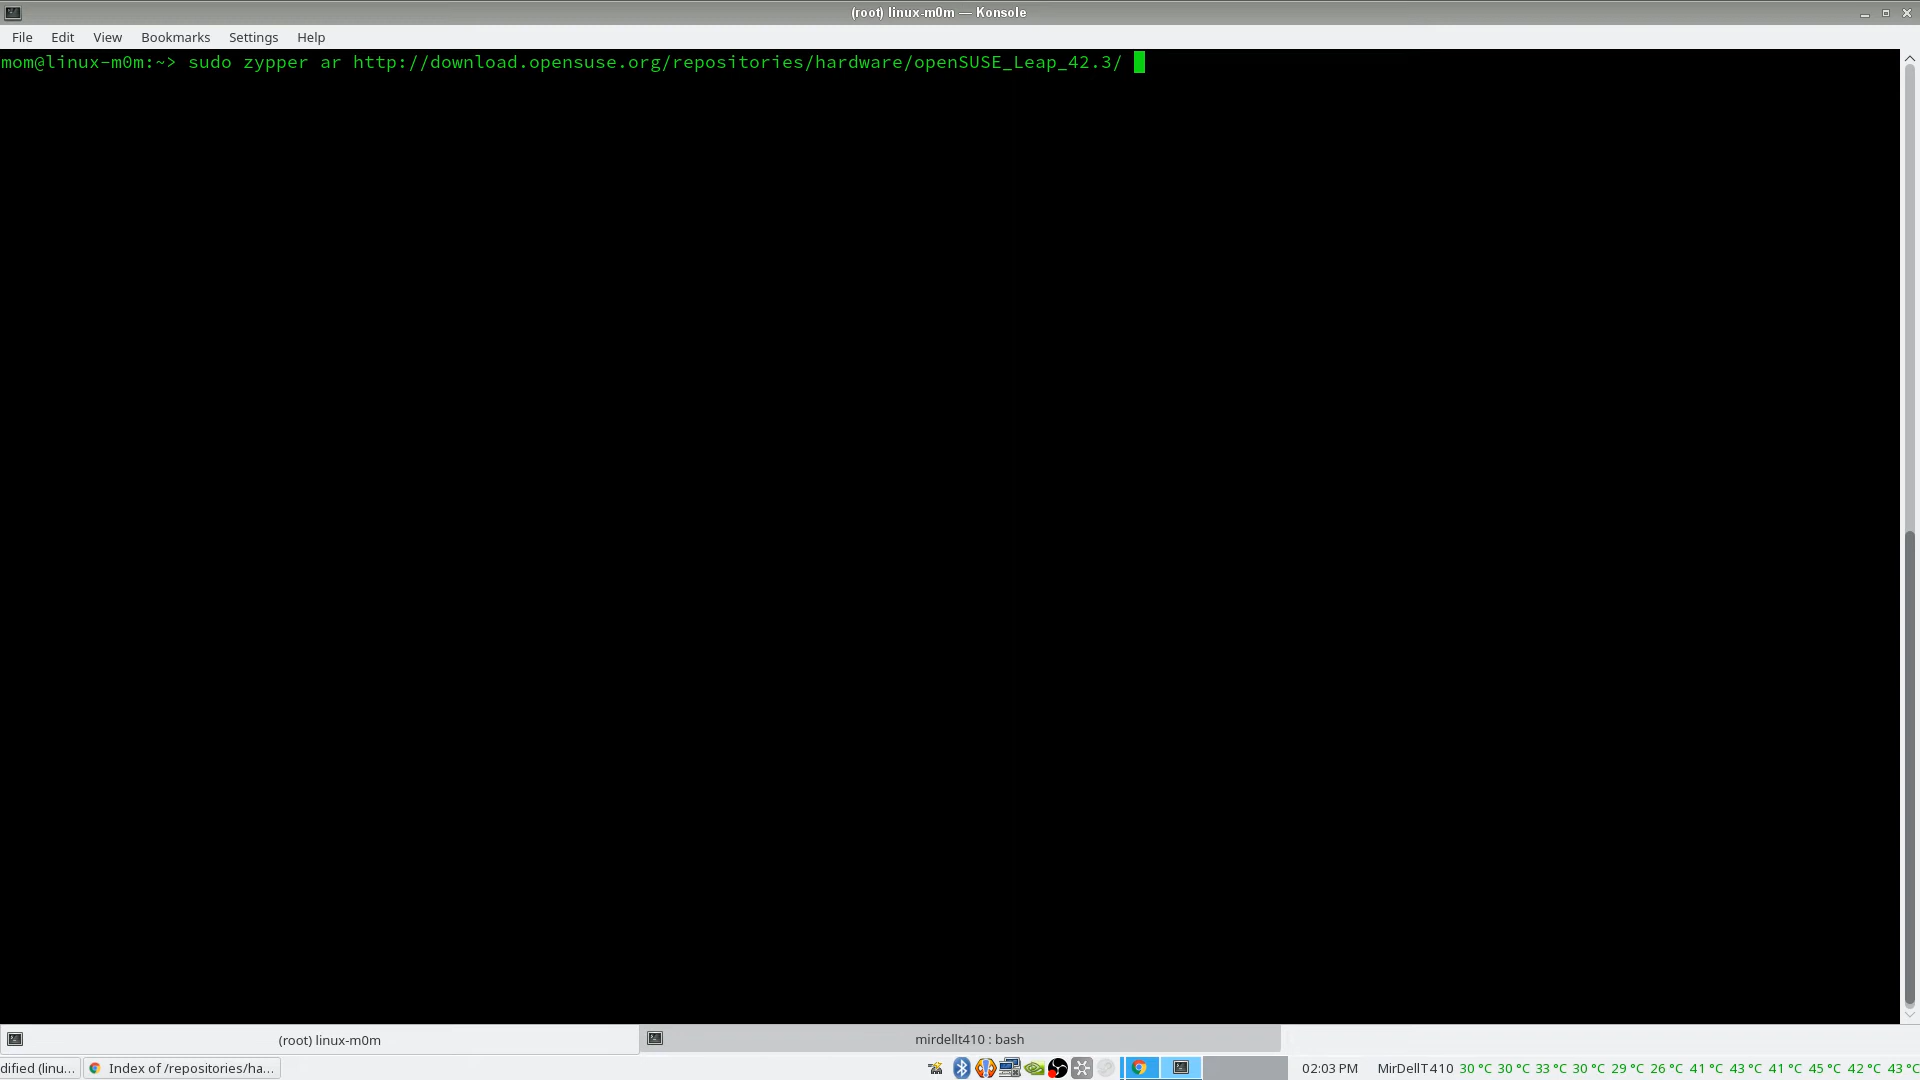 (root) linux-m0m — Konsole
File Edit View Bookmarks Settings Help
mom@linux-m0m:~> sudo zypper ar http://download.opensuse.org/repositories/hardware/openSUSE_Leap_42.3/
(root) linux-m0m
mirdellt410 : bash
dified (linu... Index of /repositories/ha... 02:03 PM MirDellT410 30 °C 30 °C 33 °C 30 °C 29 °C 26 °C 41 °C 43 °C 41 °C 45 °C 42 °C 43 °C